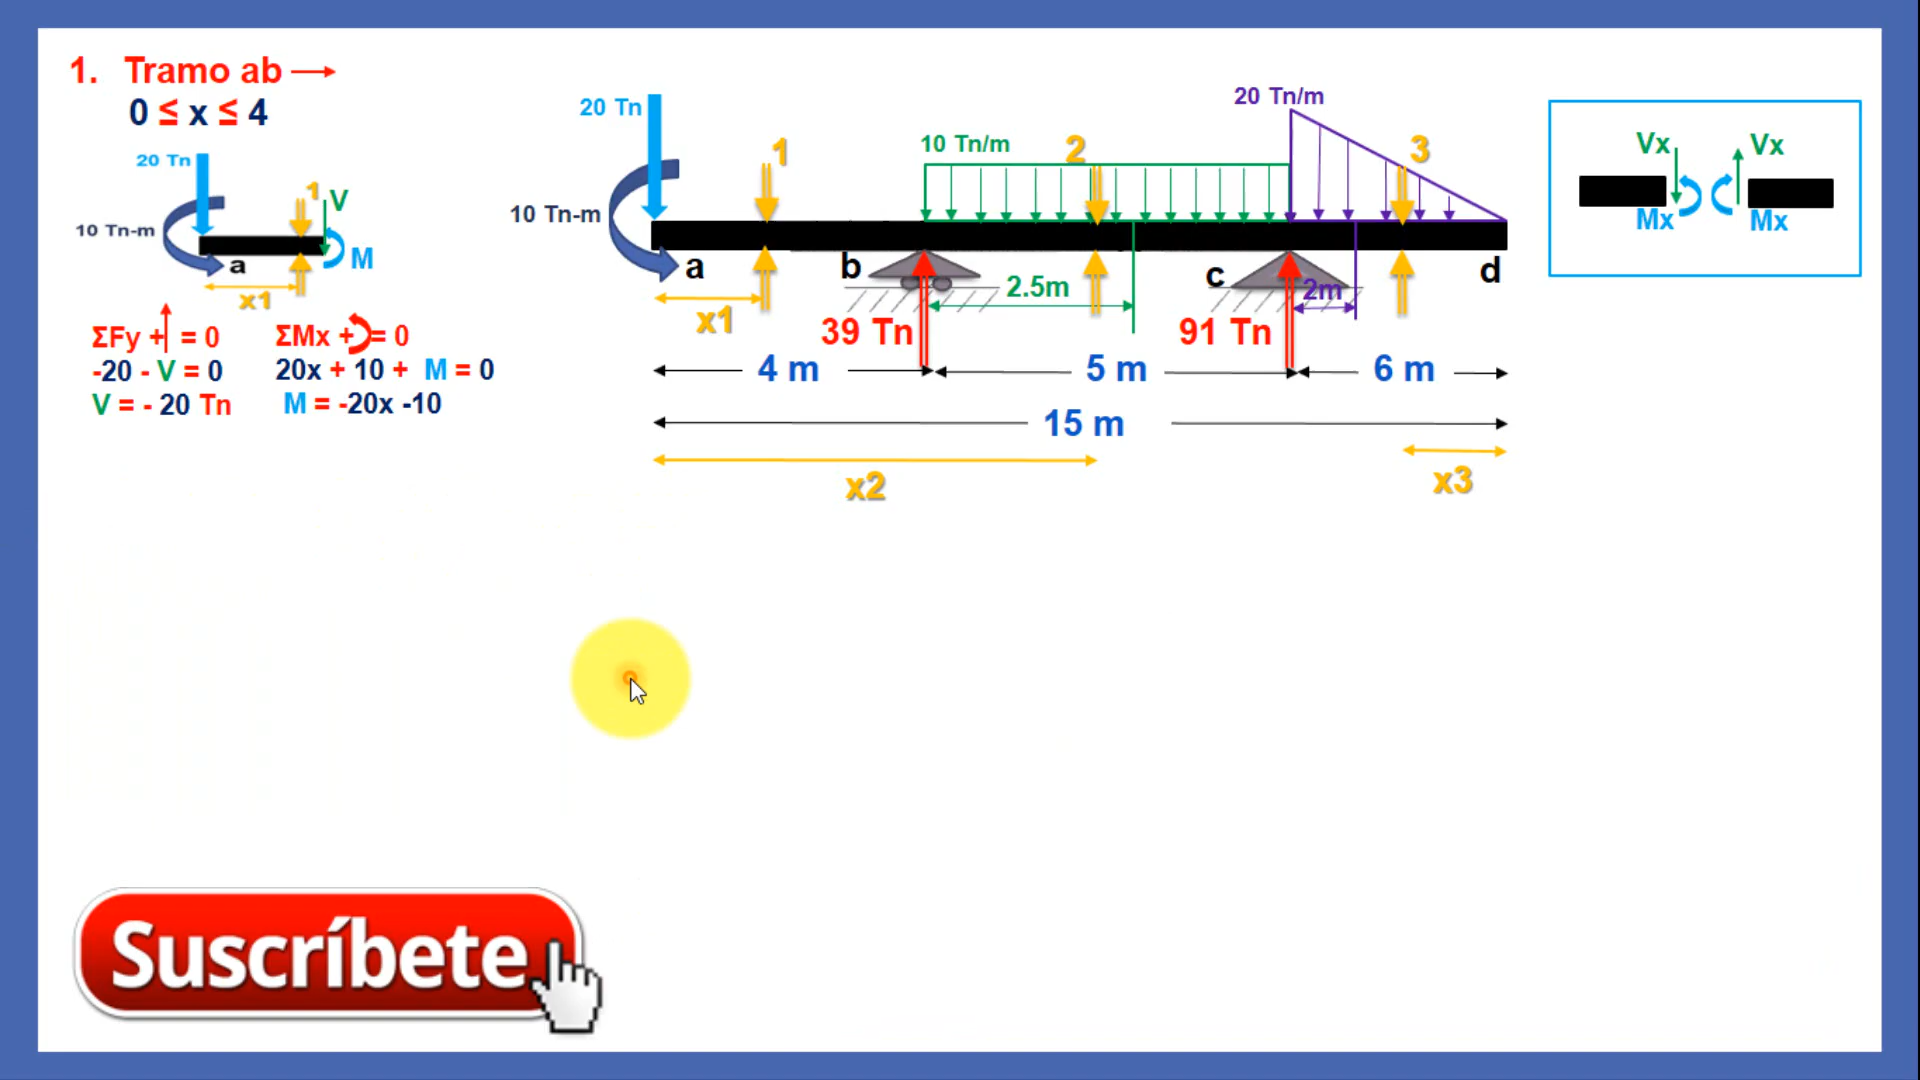 1. Tramo ab
0 ≤ x ≤ 4
20 Tn
1
V
10 Tn-m
M
a
x1
ΣFy + = 0
-20 - V = 0
V = - 20 Tn
ΣMx + = 0
20x + 10 + M = 0
M = -20x -10
20 Tn
10 Tn-m
1
10 Tn/m
2
20 Tn/m
3
a
b
c
d
x1
2.5m
2m
39 Tn
91 Tn
4 m
5 m
6 m
15 m
x2
x3
Vx
Vx
Mx
Mx
Suscríbete